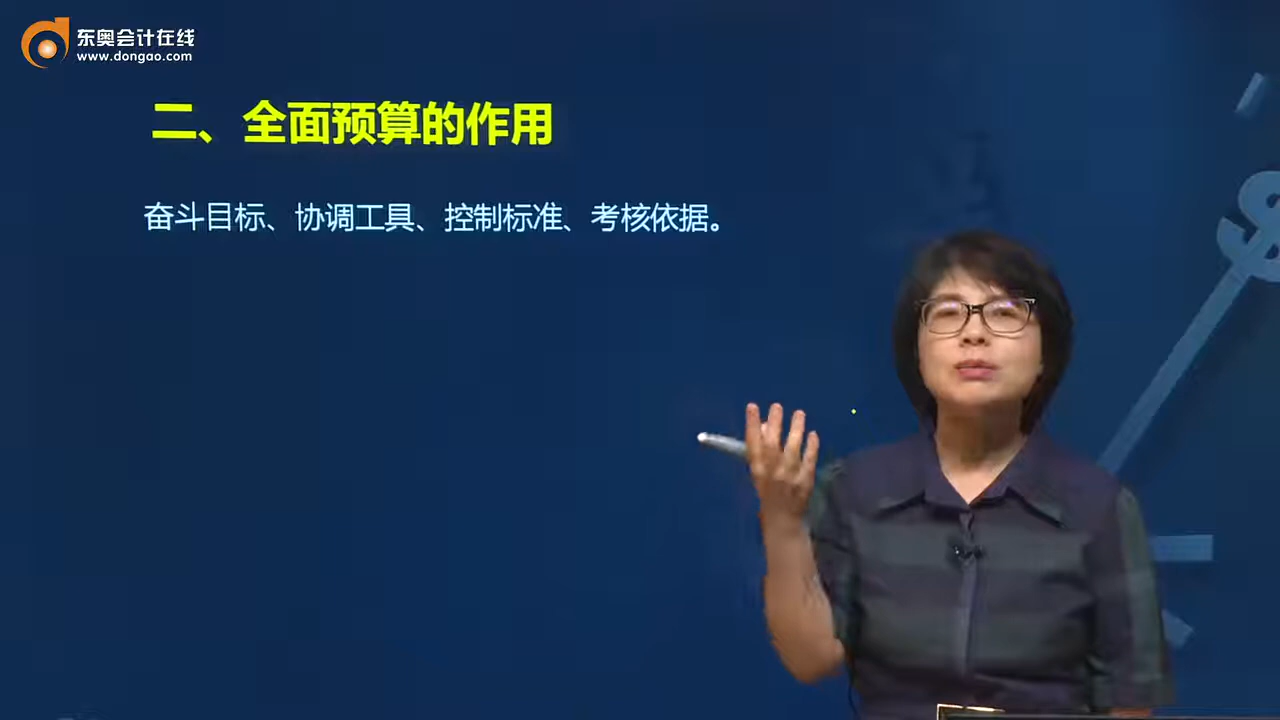 东奥会计在线
www.dongao.com
二、全面预算的作用
奋斗目标、协调工具、控制标准、考核依据。
$